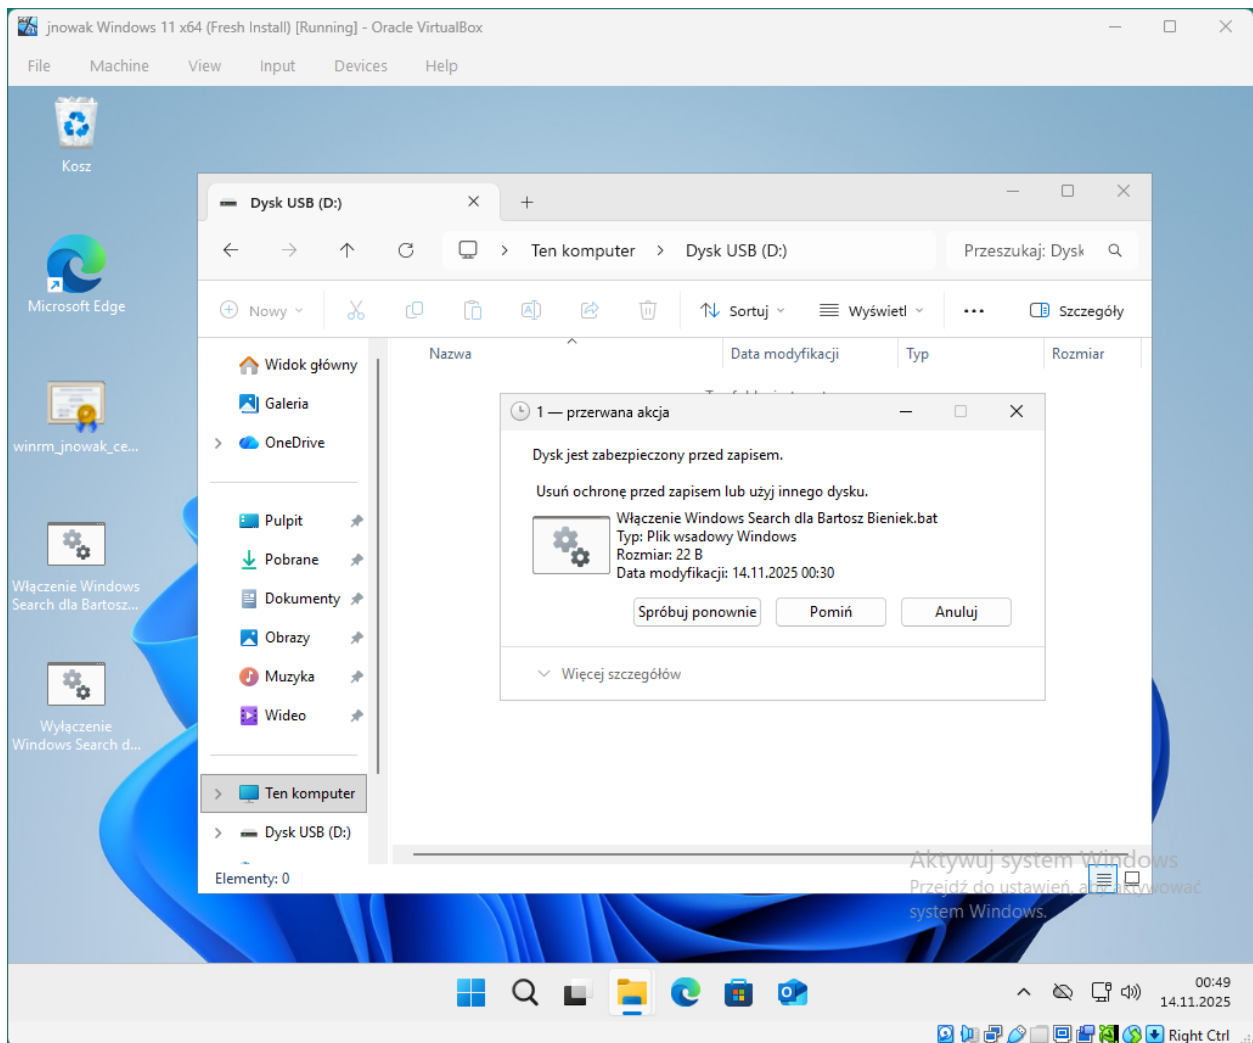 jnowak Windows 11 x64 (Fresh Install) [Running] - Oracle VirtualBox
File Machine View Input Devices Help
Kosz
Microsoft Edge
winrm_jnowak_ce...
Włączenie Windows
Search dla Bartosz...
Wyłączenie
Windows Search d...
Dysk USB (D:)
Ten komputer > Dysk USB (D:)
Przeszukaj: Dysk
Nowy
Sortuj
Wyświetl
Szczegóły
Widok główny
Galeria
OneDrive
Pulpit
Pobrane
Dokumenty
Obrazy
Muzyka
Wideo
Ten komputer
Dysk USB (D:)
Nazwa Data modyfikacji Typ Rozmiar
1 — przerwana akcja
Dysk jest zabezpieczony przed zapisem.
Usuń ochronę przed zapisem lub użyj innego dysku.
Włączenie Windows Search dla Bartosz Bieniek.bat
Typ: Plik wsadowy Windows
Rozmiar: 22 B
Data modyfikacji: 14.11.2025 00:30
Spróbuj ponownie Pomiń Anuluj
Więcej szczegółów
Elementy: 0
Aktywuj system Windows
Przejdź do ustawień, aby aktywować
system Windows.
00:49
14.11.2025
Right Ctrl